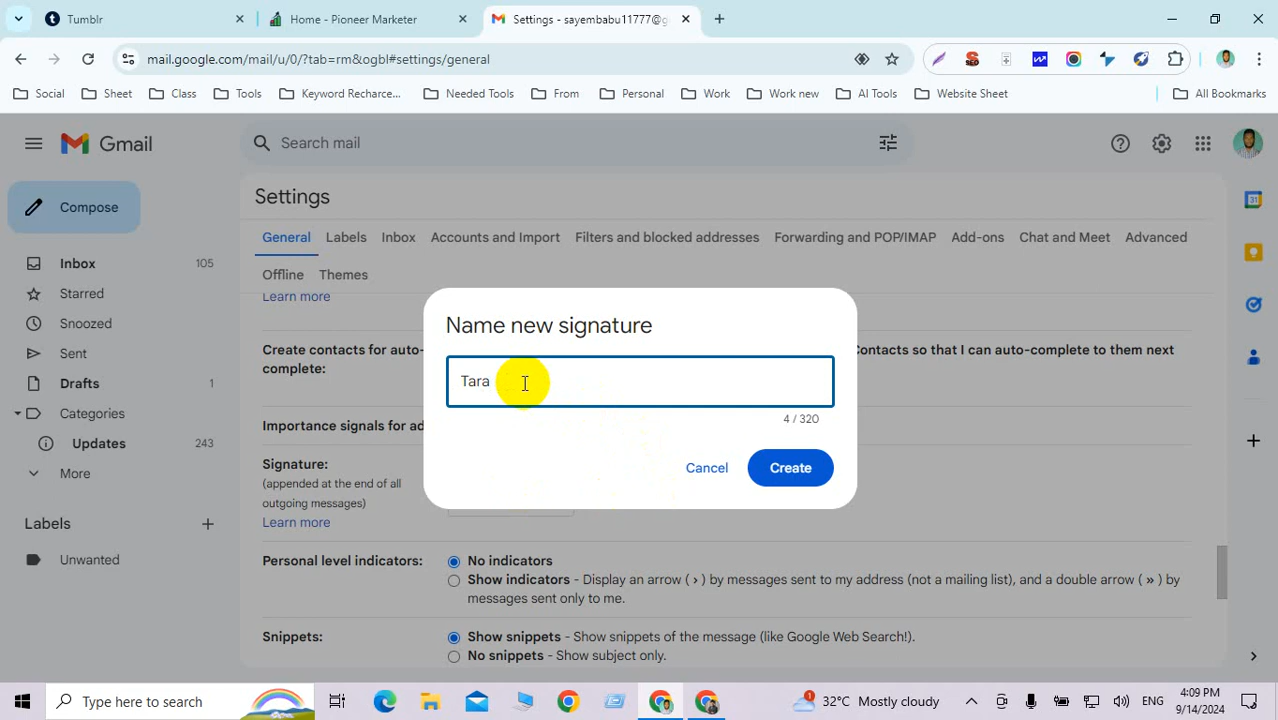 Tumblr
Home - Pioneer Marketer
Settings - sayembabu11777@g
mail.google.com/mail/u/0/?tab=rm&ogbl#settings/general
Social
Sheet
Class
Tools
Keyword Recharce...
Needed Tools
From
Personal
Work
Work new
AI Tools
Website Sheet
All Bookmarks
Gmail
Search mail
Compose
Inbox 105
Starred
Snoozed
Sent
Drafts 1
Categories
Updates 243
More
Labels
Unwanted
Settings
General Labels Inbox Accounts and Import Filters and blocked addresses Forwarding and POP/IMAP Add-ons Chat and Meet Advanced
Offline Themes
Learn more
Create contacts for auto-
complete:
Contacts so that I can auto-complete to them next
Importance signals for ad
Signature:
(appended at the end of all
outgoing messages)
Learn more
Name new signature
Tara
4 / 320
Cancel
Create
Personal level indicators:
No indicators
Show indicators - Display an arrow ( › ) by messages sent to my address (not a mailing list), and a double arrow ( » ) by
messages sent only to me.
Snippets:
Show snippets - Show snippets of the message (like Google Web Search!).
No snippets - Show subject only.
31
SEO
Type here to search
1
32°C Mostly cloudy
ENG
4:09 PM
9/14/2024